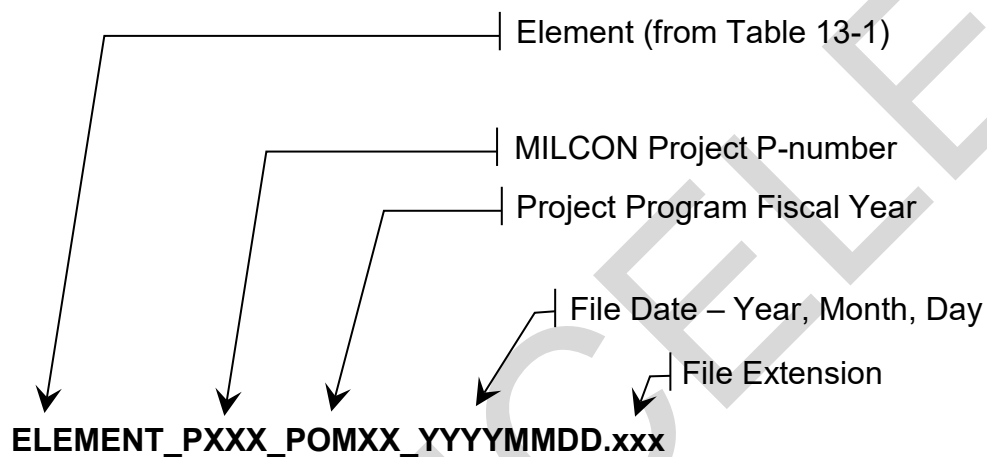 Element (from Table 13-1)
MILCON Project P-number
Project Program Fiscal Year
File Date – Year, Month, Day
File Extension
ELEMENT_PXXX_POMXX_YYYYMMDD.xxx